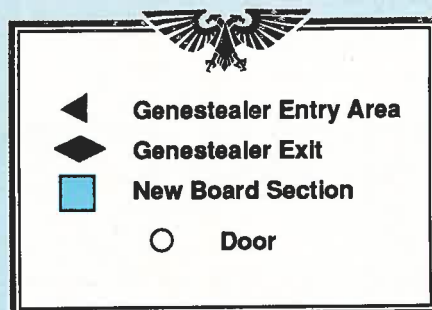 Genestealer Entry Area
Genestealer Exit
New Board Section
Door